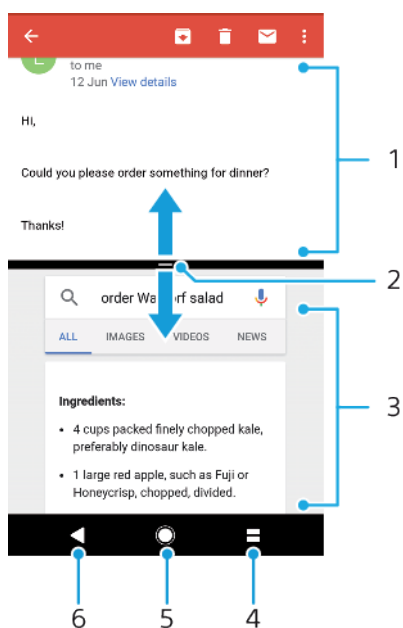 to me
12 Jun View details
Hi,
Could you please order something for dinner?
Thanks!
1
2
order Wa rf salad
ALL IMAGES VIDEOS NEWS
3
Ingredients:
• 4 cups packed finely chopped kale,
preferably dinosaur kale.
• 1 large red apple, such as Fuji or
Honeycrisp, chopped, divided.
6 5 4